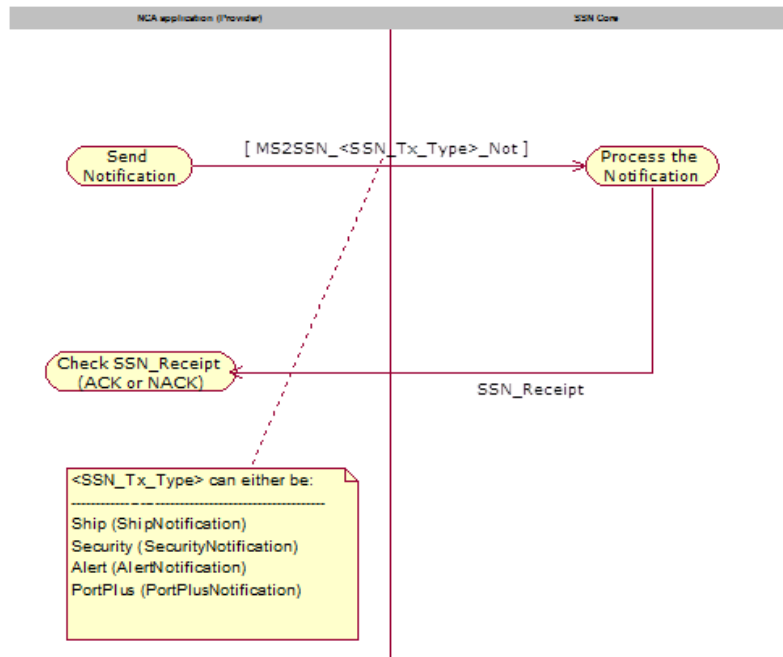 NCA application (Provider)
SSN Core
Send
Notification
[ MS2SSN_<SSN_Tx_Type>_Not ]
Process the
Notification
Check SSN_Receipt
(ACK or NACK)
SSN_Receipt
<SSN_Tx_Type> can either be:
------------------------------------------------
Ship (ShipNotification)
Security (SecurityNotification)
Alert (AlertNotification)
PortPlus (PortPlusNotification)